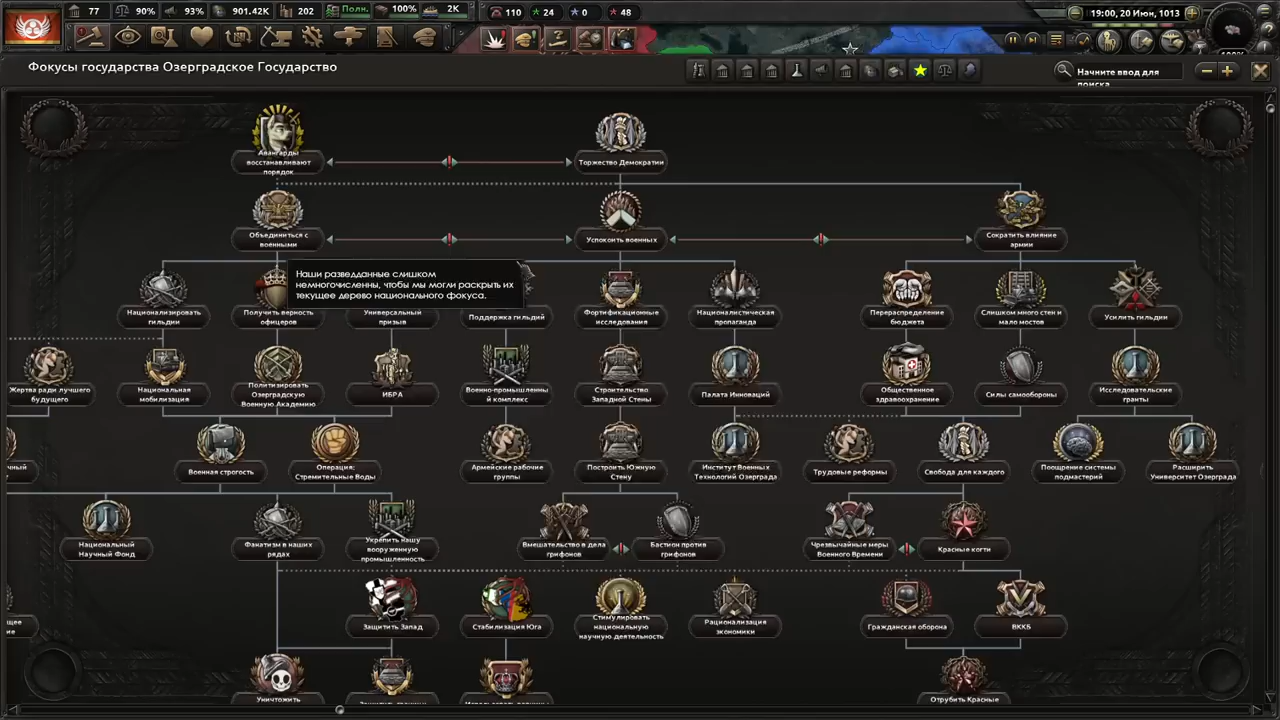 77
90%
93%
901.42K
202
Полн.
100%
2K
110
24
0
48
19:00, 20 Июн, 1013
Фокусы государства Озерградское Государство
Начните ввод для
поиска
Авангарды
восстанавливают
порядок
Торжество Демократии
Объединиться с
военными
Успокоить военных
Сократить влияние
армии
Наши разведданные слишком
немногочисленны, чтобы мы могли раскрыть их
текущее дерево национального фокуса.
Национализировать
гильдии
Получить верность
офицеров
Универсальный
призыв
Поддержка гильдий
Фортификационные
исследования
Националистическая
пропаганда
Перераспределение
бюджета
Слишком много стен и
мало мостов
Усилить гильдии
Жертва ради лучшего
будущего
Национальная
мобилизация
Политизировать
Озерградскую
Военную Академию
ИБРА
Военно-промышленны
й комплекс
Строительство
Западной Стены
Палата Инноваций
Общественное
здравоохранение
Силы самообороны
Исследовательские
гранты
Военная строгость
Операция:
Стремительные Воды
Армейские рабочие
группы
Построить Южную
Стену
Институт Военных
Технологий Озерграда
Трудовые реформы
Свобода для каждого
Поощрение системы
подмастерий
Расширить
Университет Озерграда
Национальный
Научный Фонд
Фанатизм в наших
рядах
Укрепить нашу
вооруженную
промышленность
Вмешательство в дела
грифонов
Бастион против
грифонов
Чрезвычайные меры
Военного Времени
Красные когти
Защитить Запад
Стабилизация Юга
Стимулировать
национальную
научную деятельность
Рационализация
экономики
Гражданская оборона
ВККБ
Уничтожить
Отрубить Красные